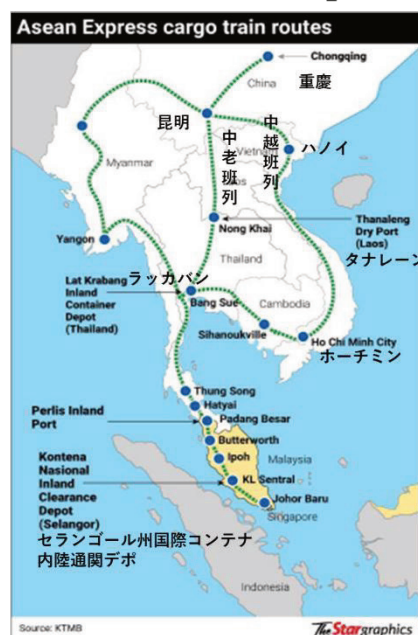 Asean Express cargo train routes
Chongqing
China
重慶
昆明
中越班列
中老班列
Vietnam
ハノイ
Myanmar
Thanaleng
Dry Port
(Laos)
タナレーン
Nong Khai
Yangon
Thailand
Lat Krabang
Inland
Container
Depot
(Thailand)
ラッカバン
Bang Sue
Cambodia
Sihanoukville
Ho Chi Minh City
ホーチミン
Thung Song
Hatyai
Perlis Inland
Port
Padang Besar
Butterworth
Ipoh
Malaysia
Kontena
Nasional
Inland
Clearance
Depot
(Selangor)
KL Sentral
Johor Baru
Singapore
セランゴール州国際コンテナ
内陸通関デポ
Indonesia
Source: KTMB
TheStargraphics